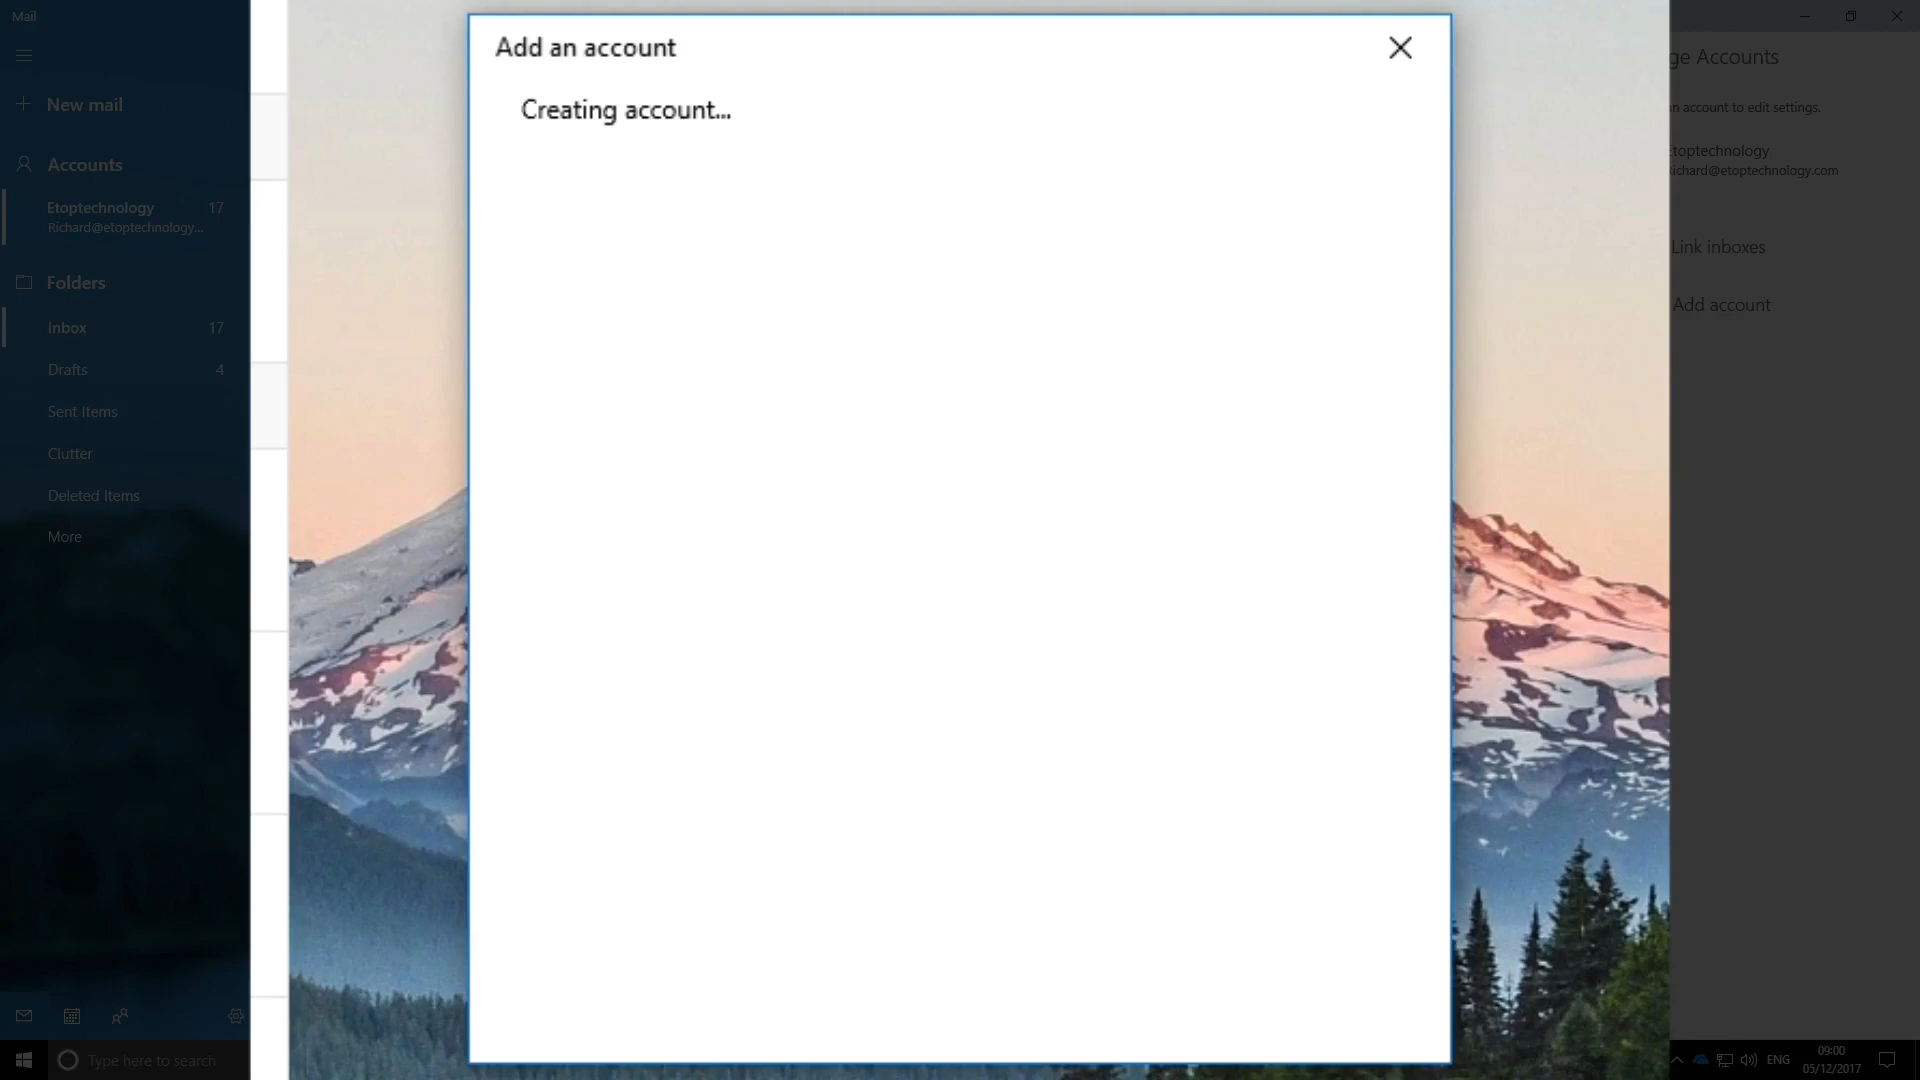 Mail
New mail
Accounts
Etoptechnology 17
Richard@etoptechnology...
Folders
Inbox 17
Drafts 4
Sent Items
Clutter
Deleted Items
More
Type here to search
Add an account
Creating account...
ge Accounts
n account to edit settings.
Etoptechnology
ichard@etoptechnology.com
Link inboxes
Add account
ENG
09:00
05/12/2017